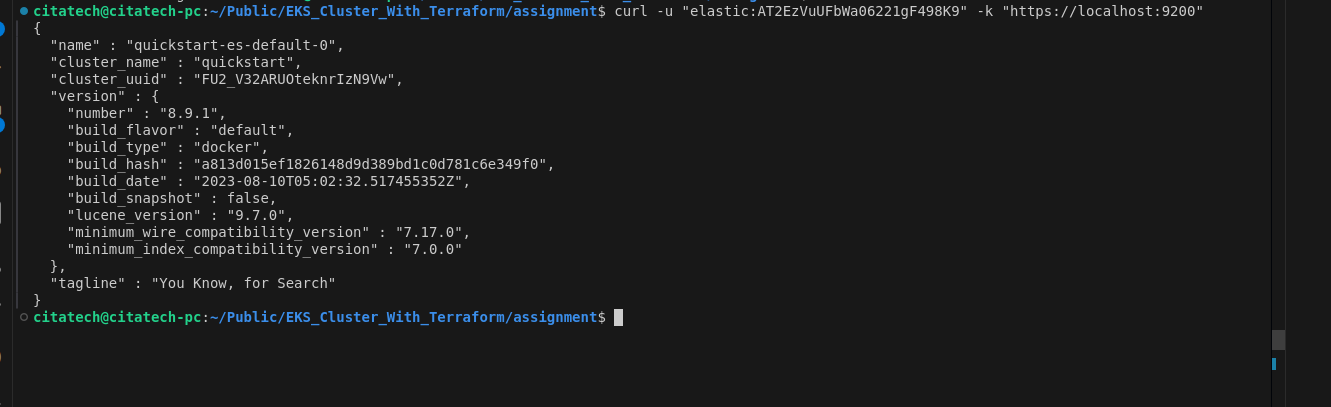 citatech@citatech-pc:~/Public/EKS_Cluster_With_Terraform/assignment$ curl -u "elastic:AT2EzVuUFbWa06221gF498K9" -k "https://localhost:9200"
{
  "name" : "quickstart-es-default-0",
  "cluster_name" : "quickstart",
  "cluster_uuid" : "FU2_V32ARUOteknrIzN9Vw",
  "version" : {
    "number" : "8.9.1",
    "build_flavor" : "default",
    "build_type" : "docker",
    "build_hash" : "a813d015ef1826148d9d389bd1c0d781c6e349f0",
    "build_date" : "2023-08-10T05:02:32.517455352Z",
    "build_snapshot" : false,
    "lucene_version" : "9.7.0",
    "minimum_wire_compatibility_version" : "7.17.0",
    "minimum_index_compatibility_version" : "7.0.0"
  },
  "tagline" : "You Know, for Search"
}
citatech@citatech-pc:~/Public/EKS_Cluster_With_Terraform/assignment$